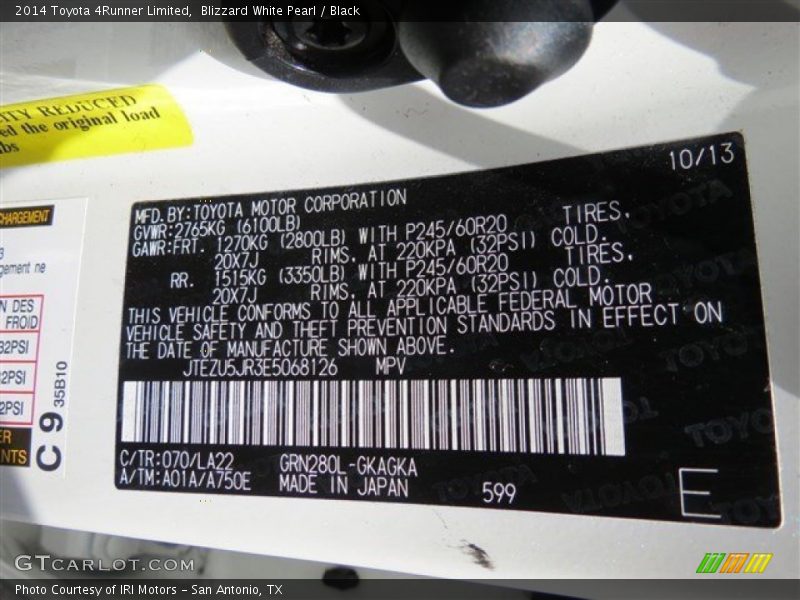 2014 Toyota 4Runner Limited, Blizzard White Pearl / Black
REDUCED
the original load
CHARGEMENT
gement ne
N DES
FROID
32PSI
32PSI
2PSI
ER
NTS
C 9 35B10
10/13
MFD.BY:TOYOTA MOTOR CORPORATION
GVWR:2765KG (6100LB)
GAWR:FRT. 1270KG (2800LB) WITH P245/60R20 TIRES,
20X7J RIMS, AT 220KPA (32PSI) COLD.
RR. 1515KG (3350LB) WITH P245/60R20 TIRES,
20X7J RIMS, AT 220KPA (32PSI) COLD.
THIS VEHICLE CONFORMS TO ALL APPLICABLE FEDERAL MOTOR
VEHICLE SAFETY AND THEFT PREVENTION STANDARDS IN EFFECT ON
THE DATE OF MANUFACTURE SHOWN ABOVE.
JTEZU5JR3E5068126 MPV
C/TR:070/LA22 GRN280L-GKAGKA
A/TM:A01A/A750E MADE IN JAPAN 599
E
GTCarLot.com
Photo Courtesy of IRI Motors - San Antonio, TX